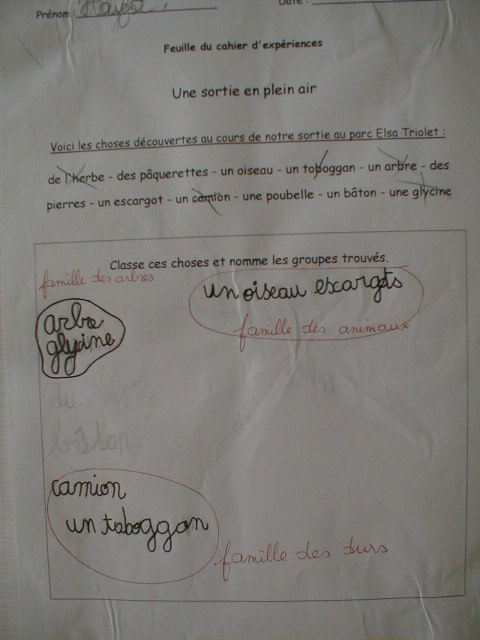 Prénom :
Date :
Feuille du cahier d'expériences
Une sortie en plein air
Voici les choses découvertes au cours de notre sortie au parc Elsa Triolet :
de l'herbe - des pâquerettes - un oiseau - un toboggan - un arbre - des
pierres - un escargot - un camion - une poubelle - un bâton - une glycine
Classe ces choses et nomme les groupes trouvés.
famille des arbres
un oiseau escargots
famille des animaux
arbre
glycine
du
bâton
camion
un taboggan
famille des durs